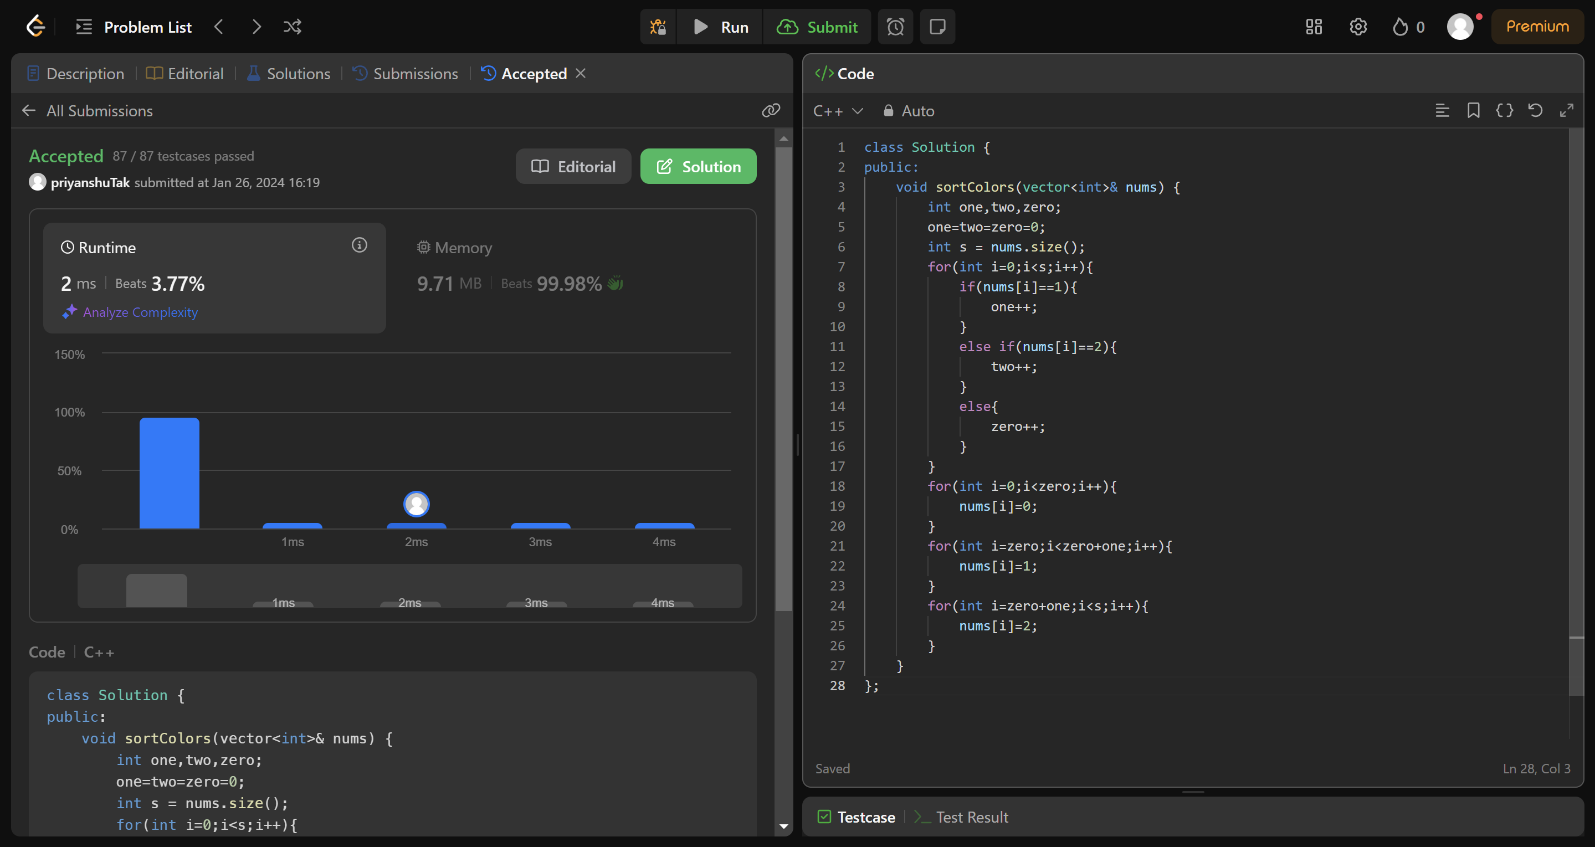 Problem List
Run
Submit
0
Premium
Description
Editorial
Solutions
Submissions
Accepted
All Submissions
Accepted 87 / 87 testcases passed
priyanshuTak submitted at Jan 26, 2024 16:19
Editorial
Solution
Runtime
2 ms | Beats 3.77%
Analyze Complexity
Memory
9.71 MB | Beats 99.98%
150%
100%
50%
0%
1ms
2ms
3ms
4ms
1ms
2ms
3ms
4ms
Code | C++
class Solution {
public:
    void sortColors(vector<int>& nums) {
        int one,two,zero;
        one=two=zero=0;
        int s = nums.size();
        for(int i=0;i<s;i++){
</> Code
C++
Auto
1 class Solution {
2 public:
3     void sortColors(vector<int>& nums) {
4         int one,two,zero;
5         one=two=zero=0;
6         int s = nums.size();
7         for(int i=0;i<s;i++){
8             if(nums[i]==1){
9                 one++;
10             }
11             else if(nums[i]==2){
12                 two++;
13             }
14             else{
15                 zero++;
16             }
17         }
18         for(int i=0;i<zero;i++){
19             nums[i]=0;
20         }
21         for(int i=zero;i<zero+one;i++){
22             nums[i]=1;
23         }
24         for(int i=zero+one;i<s;i++){
25             nums[i]=2;
26         }
27     }
28 };
Saved
Ln 28, Col 3
Testcase
Test Result